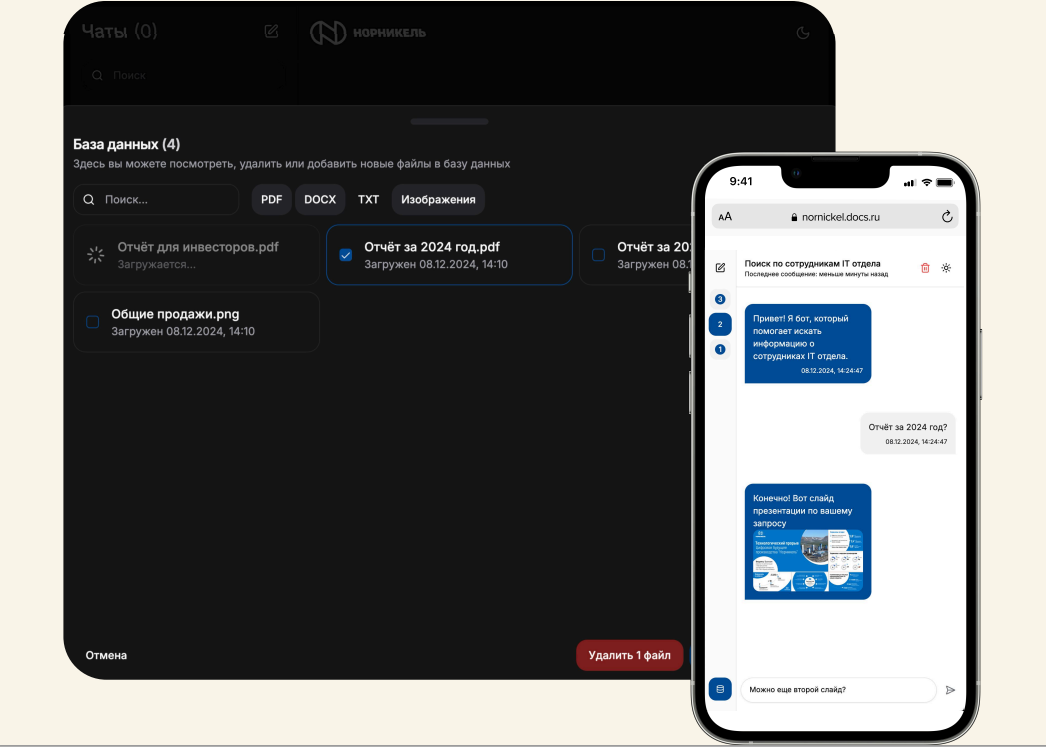 Чаты (0)
НОРНИКЕЛЬ
Поиск
База данных (4)
Здесь вы можете посмотреть, удалить или добавить новые файлы в базу данных
Поиск...
PDF
DOCX
TXT
Изображения
Отчёт для инвесторов.pdf
Загружается...
Отчёт за 2024 год.pdf
Загружен 08.12.2024, 14:10
Отчёт за 20
Загружен 08.1
Общие продажи.png
Загружен 08.12.2024, 14:10
Отмена
Удалить 1 файл
9:41
AA
nornickel.docs.ru
Поиск по сотрудникам IT отдела
Последнее сообщение: меньше минуты назад
3
2
1
Привет! Я бот, который
помогает искать
информацию о
сотрудниках IT отдела.
08.12.2024, 14:24:47
Отчёт за 2024 год?
08.12.2024, 14:24:47
Конечно! Вот слайд
презентации по вашему
запросу
Технологический прорыв:
Можно еще второй слайд?